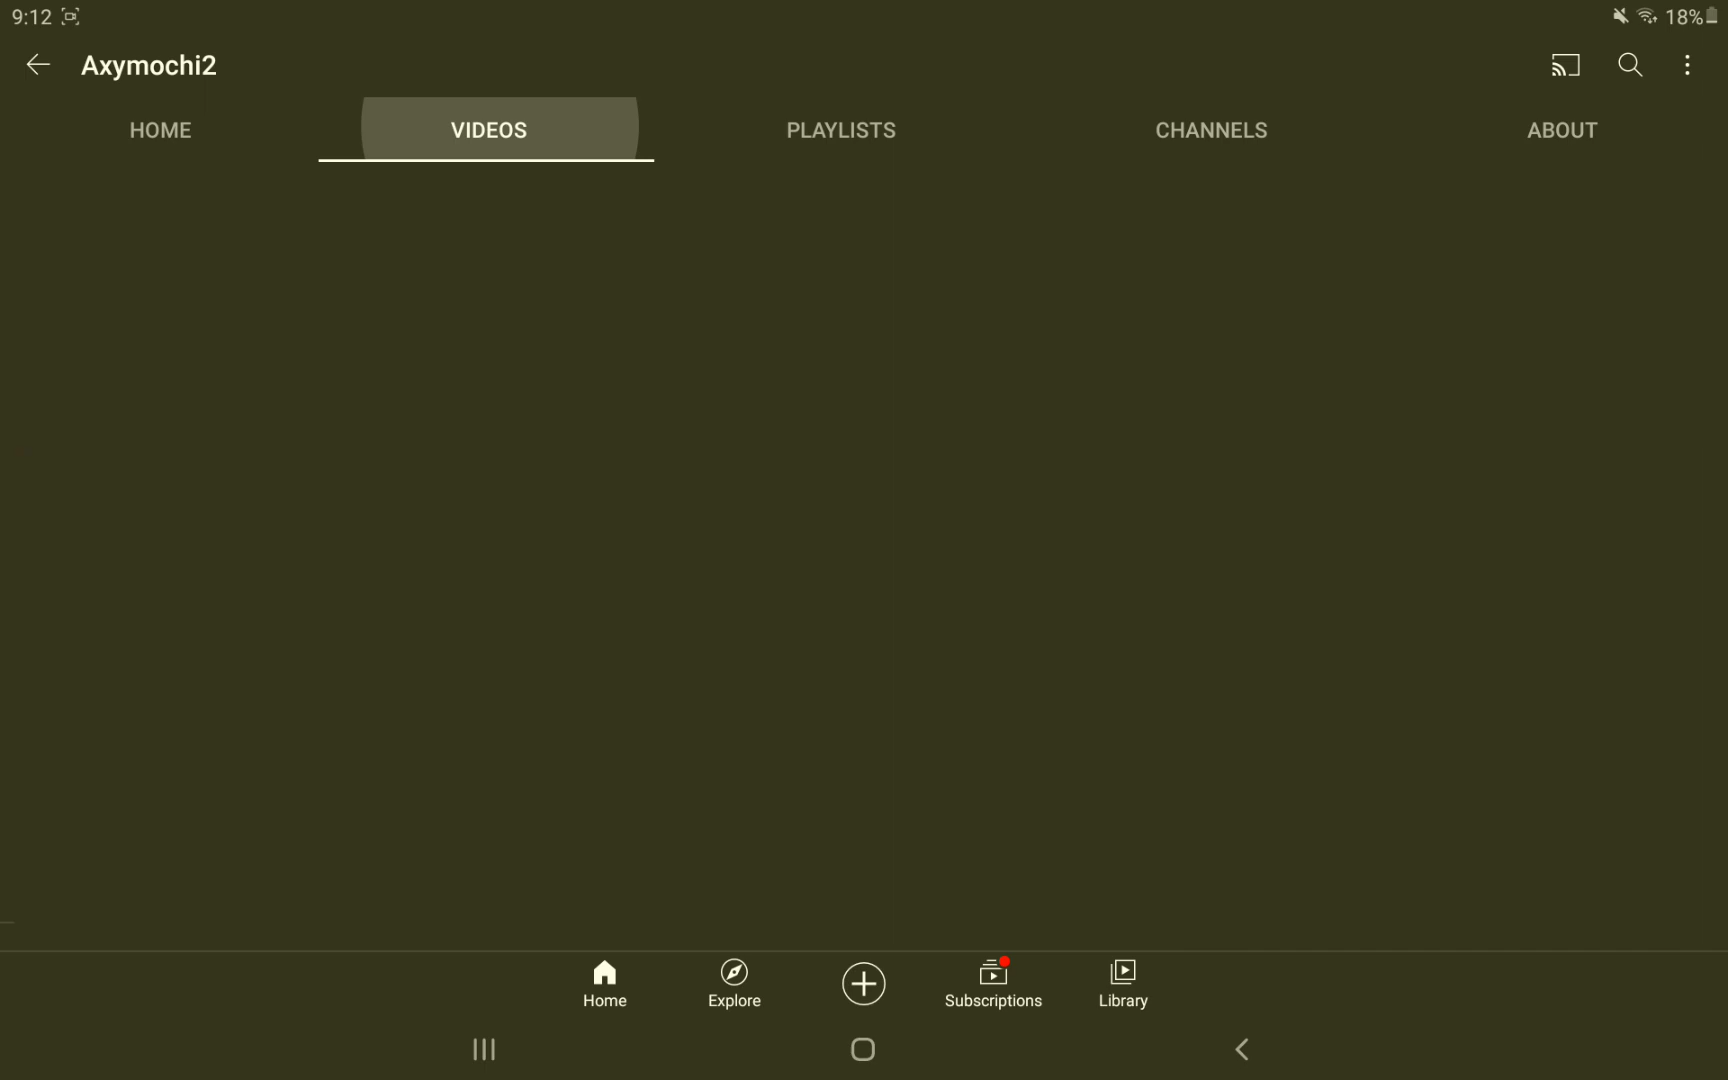 9:12 18%
Axymochi2
HOME VIDEOS PLAYLISTS CHANNELS ABOUT
Home Explore Subscriptions Library